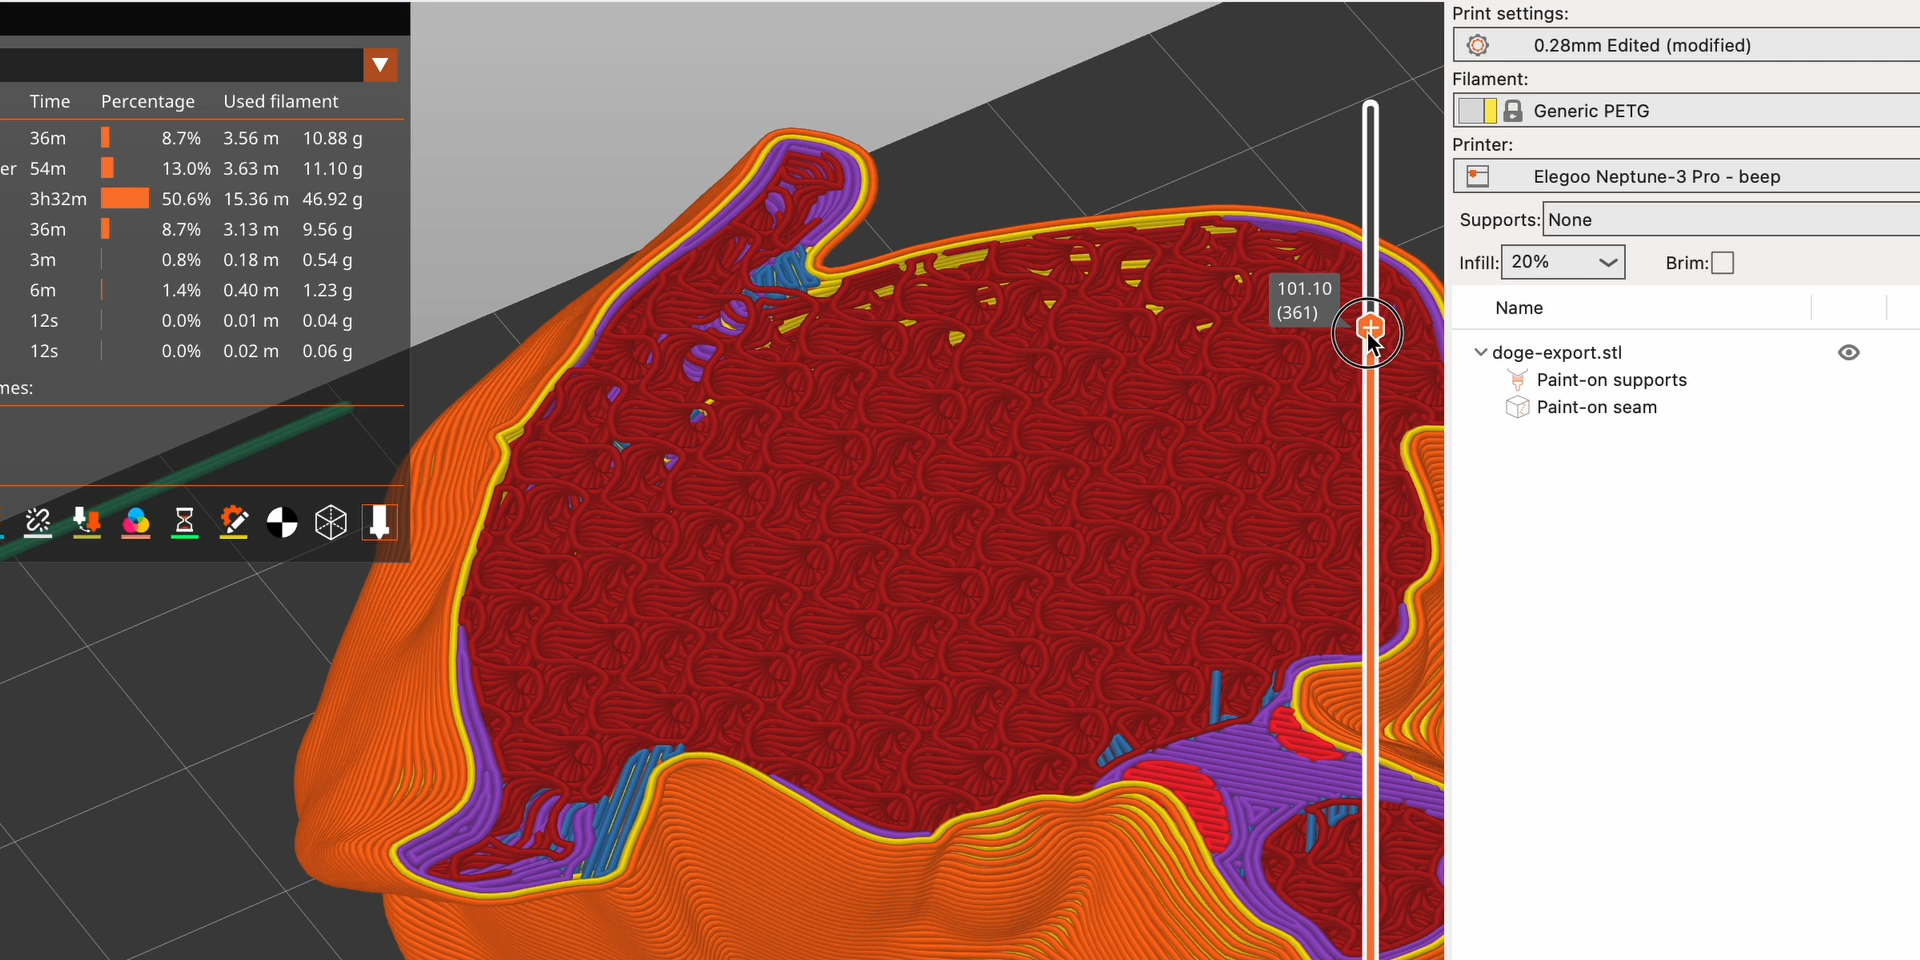 Time Percentage Used filament
36m 8.7% 3.56 m 10.88 g
er 54m 13.0% 3.63 m 11.10 g
3h32m 50.6% 15.36 m 46.92 g
36m 8.7% 3.13 m 9.56 g
3m 0.8% 0.18 m 0.54 g
6m 1.4% 0.40 m 1.23 g
12s 0.0% 0.01 m 0.04 g
12s 0.0% 0.02 m 0.06 g
mes:
101.10
(361)
Print settings:
0.28mm Edited (modified)
Filament:
Generic PETG
Printer:
Elegoo Neptune-3 Pro - beep
Supports: None
Infill: 20% Brim:
Name
doge-export.stl
Paint-on supports
Paint-on seam